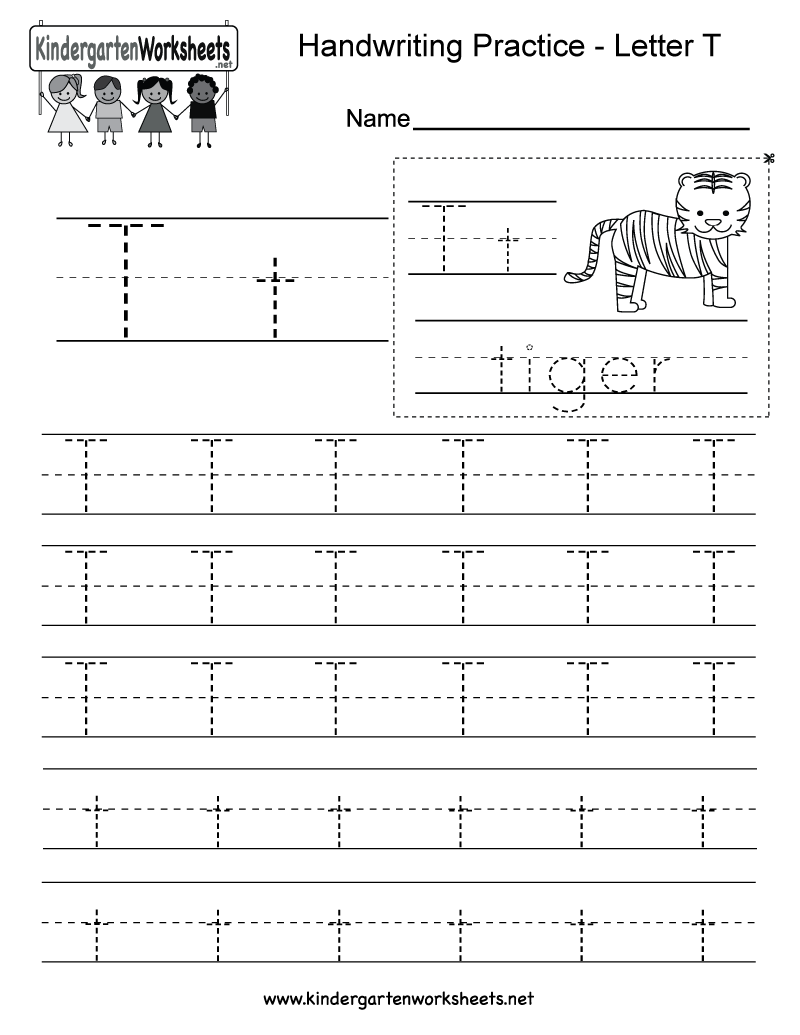 KindergartenWorksheets
.net
Handwriting Practice - Letter T
Name
T t
T t
tiger
T T T T T T
T T T T T T
T T T T T T
t t t t t t
t t t t t t
www.kindergartenworksheets.net